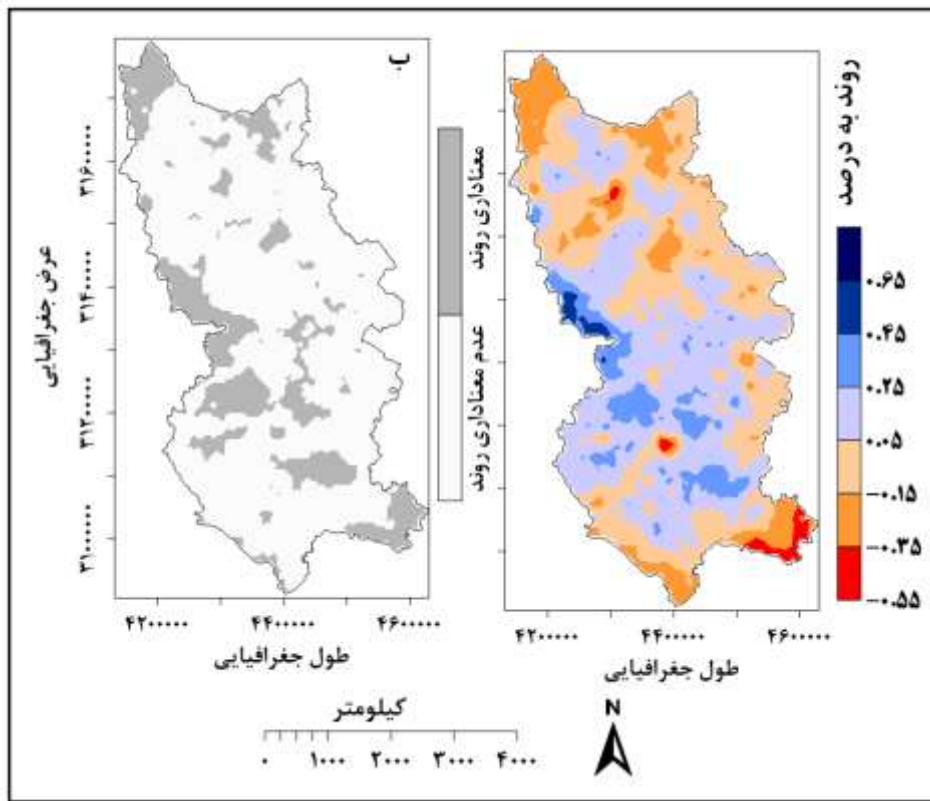 ب
۳۱۶۰۰۰۰
۳۱۴۰۰۰۰
۳۱۲۰۰۰۰
۳۱۰۰۰۰۰
عرض جغرافیایی
۴۲۰۰۰۰۰
۴۴۰۰۰۰۰
۴۶۰۰۰۰۰
طول جغرافیایی
معناداری روند
عدم معناداری روند
۴۲۰۰۰۰۰
۴۴۰۰۰۰۰
۴۶۰۰۰۰۰
طول جغرافیایی
روند به درصد
۰.۶۵
۰.۴۵
۰.۲۵
۰.۰۵
-۰.۱۵
-۰.۳۵
-۰.۵۵
کیلومتر
۰ ۱۰۰۰ ۲۰۰۰ ۳۰۰۰ ۴۰۰۰
N